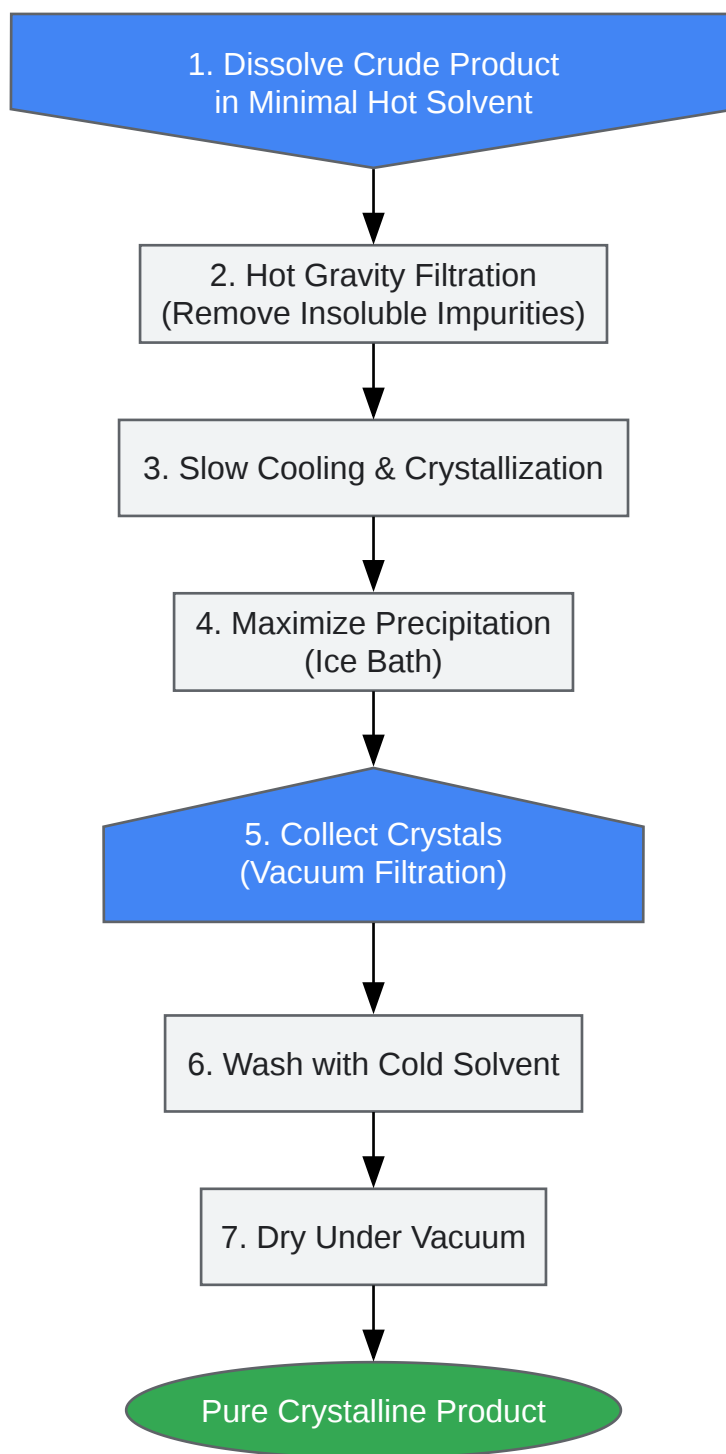 1. Dissolve Crude Product
in Minimal Hot Solvent
2. Hot Gravity Filtration
(Remove Insoluble Impurities)
3. Slow Cooling & Crystallization
4. Maximize Precipitation
(Ice Bath)
5. Collect Crystals
(Vacuum Filtration)
6. Wash with Cold Solvent
7. Dry Under Vacuum
Pure Crystalline Product